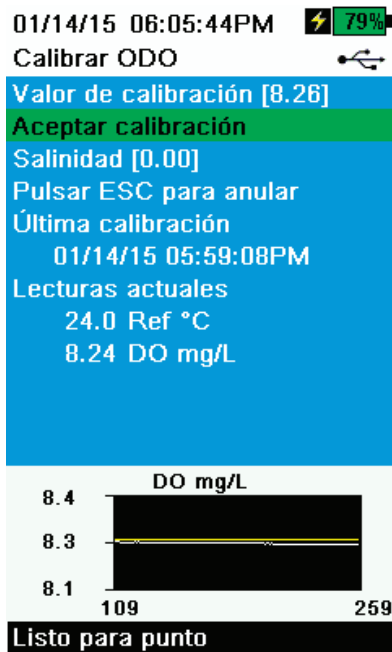 01/14/15 06:05:44PM 79%
Calibrar ODO
Valor de calibración [8.26]
Aceptar calibración
Salinidad [0.00]
Pulsar ESC para anular
Última calibración
01/14/15 05:59:08PM
Lecturas actuales
24.0 Ref °C
8.24 DO mg/L
DO mg/L
8.4
8.3
8.1
109 259
Listo para punto